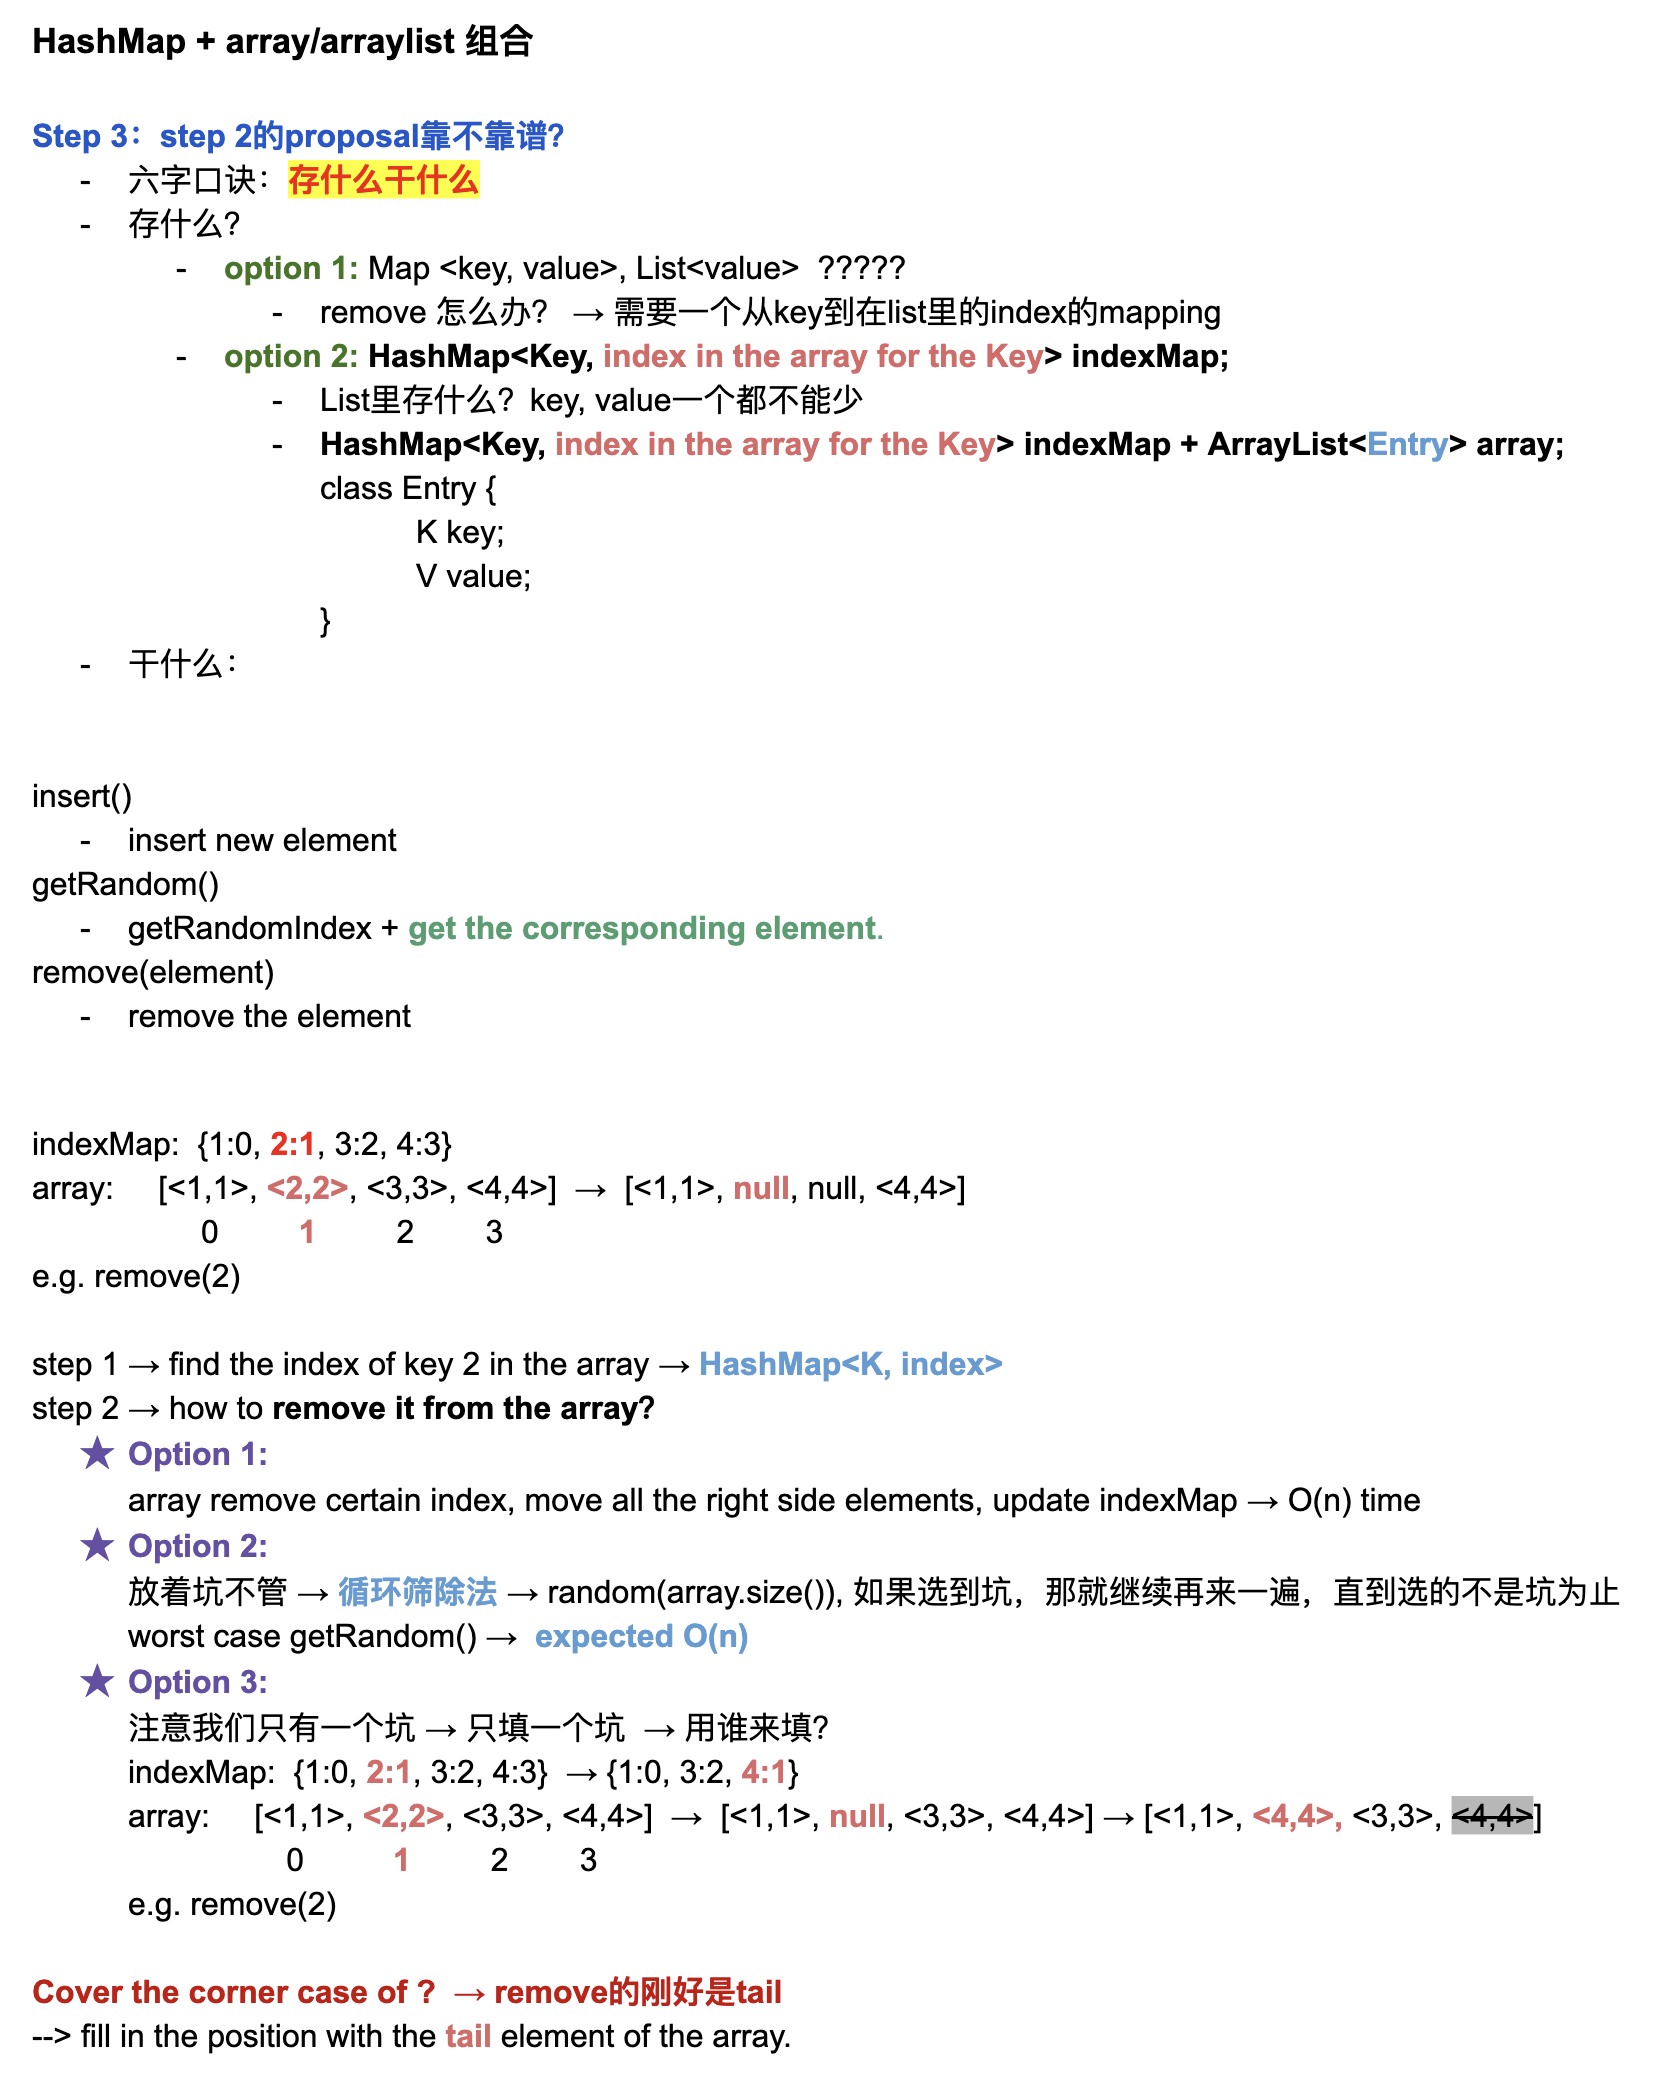 HashMap + array/arraylist 组合
Step 3：step 2的proposal靠不靠谱?
- 六字口诀：存什么干什么
- 存什么?
- option 1: Map <key, value>, List<value> ?????
- remove 怎么办? → 需要一个从key到在list里的index的mapping
- option 2: HashMap<Key, index in the array for the Key> indexMap;
- List里存什么? key, value一个都不能少
- HashMap<Key, index in the array for the Key> indexMap + ArrayList<Entry> array;
class Entry {
K key;
V value;
}
- 干什么：
insert()
- insert new element
getRandom()
- getRandomIndex + get the corresponding element.
remove(element)
- remove the element
indexMap: {1:0, 2:1, 3:2, 4:3}
array: [<1,1>, <2,2>, <3,3>, <4,4>] → [<1,1>, null, null, <4,4>]
0 1 2 3
e.g. remove(2)
step 1 → find the index of key 2 in the array → HashMap<K, index>
step 2 → how to remove it from the array?
★ Option 1:
array remove certain index, move all the right side elements, update indexMap → O(n) time
★ Option 2:
放着坑不管 → 循环筛除法 → random(array.size()), 如果选到坑，那就继续再来一遍，直到选的不是坑为止
worst case getRandom() → expected O(n)
★ Option 3:
注意我们只有一个坑 → 只填一个坑 → 用谁来填?
indexMap: {1:0, 2:1, 3:2, 4:3} → {1:0, 3:2, 4:1}
array: [<1,1>, <2,2>, <3,3>, <4,4>] → [<1,1>, null, <3,3>, <4,4>] → [<1,1>, <4,4>, <3,3>, <4,4>]
0 1 2 3
e.g. remove(2)
Cover the corner case of ? → remove的刚好是tail
--> fill in the position with the tail element of the array.